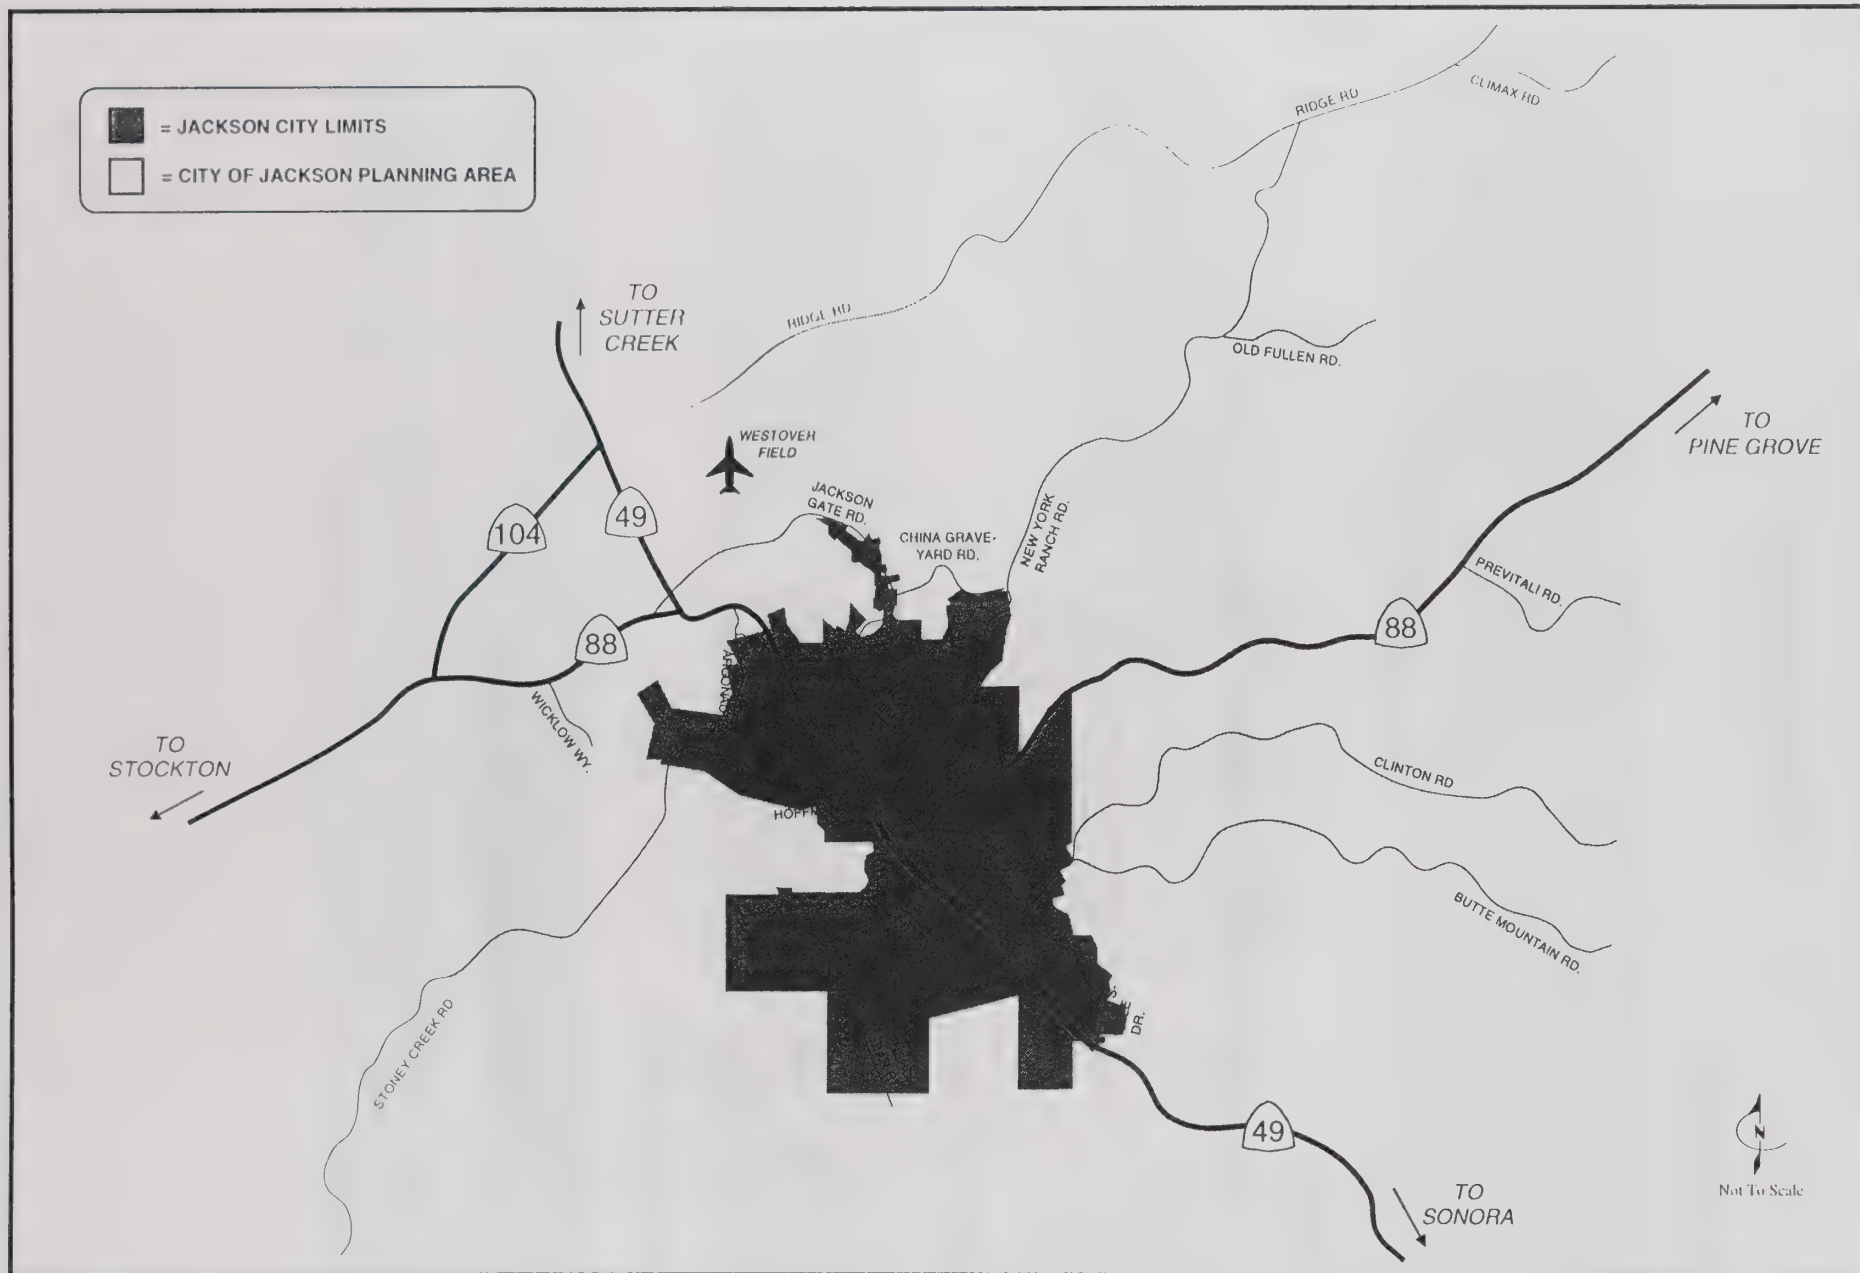 = JACKSON CITY LIMITS
= CITY OF JACKSON PLANNING AREA
RIDGE RD
CLIMAX RD
TO
SUTTER
CREEK
RIDGE RD
OLD FULLEN RD.
TO
PINE GROVE
WESTOVER
FIELD
JACKSON
GATE RD.
104
49
CHINA GRAVE-
YARD RD.
NEW YORK
RANCH RD.
PREVITALI RD.
88
88
WICKLOW WY.
TO
STOCKTON
CLINTON RD
BUTTE MOUNTAIN RD.
STONEY CREEK RD
DR.
49
TO
SONORA
N
Not To Scale